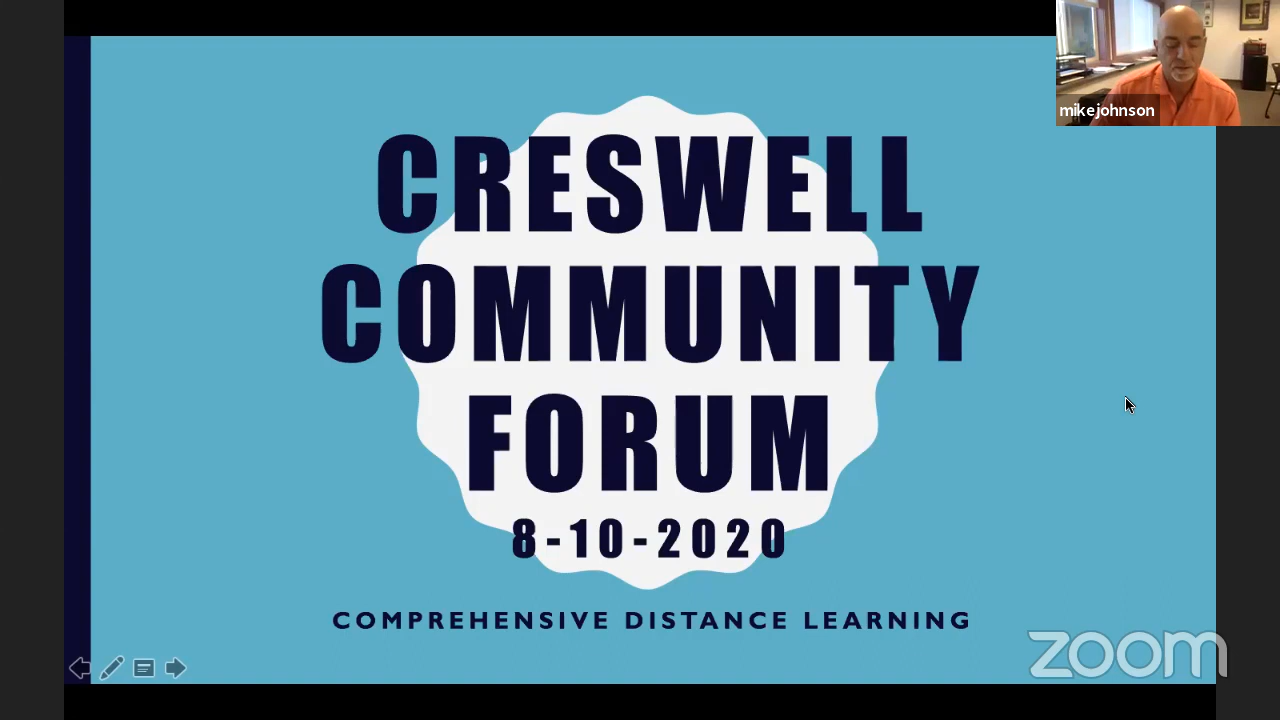 mikejohnson
CRESWELL
COMMUNITY
FORUM
8-10-2020
COMPREHENSIVE DISTANCE LEARNING
zoom